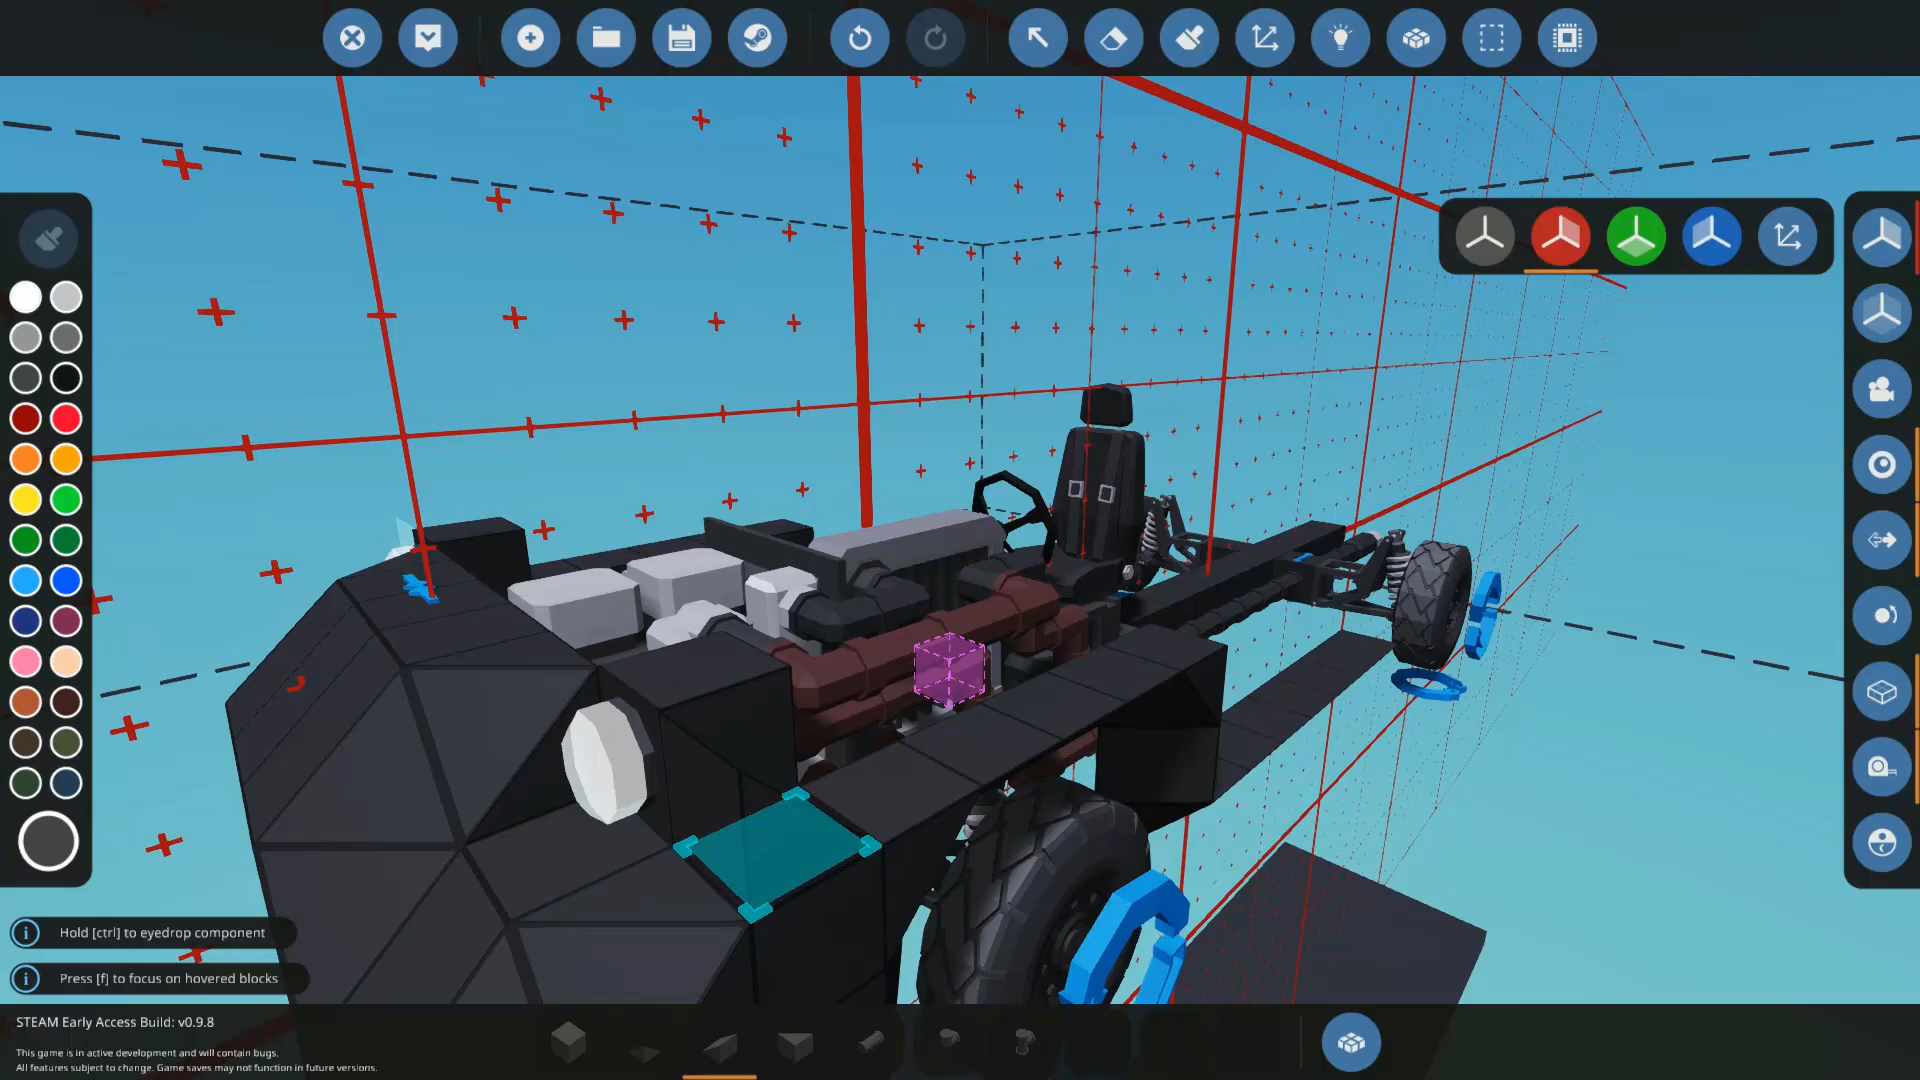 Hold [ctrl] to eyedrop component
Press [f] to focus on hovered blocks
STEAM Early Access Build: v0.9.8
This game is in active development and will contain bugs.
All features subject to change. Game saves may not function in future versions.